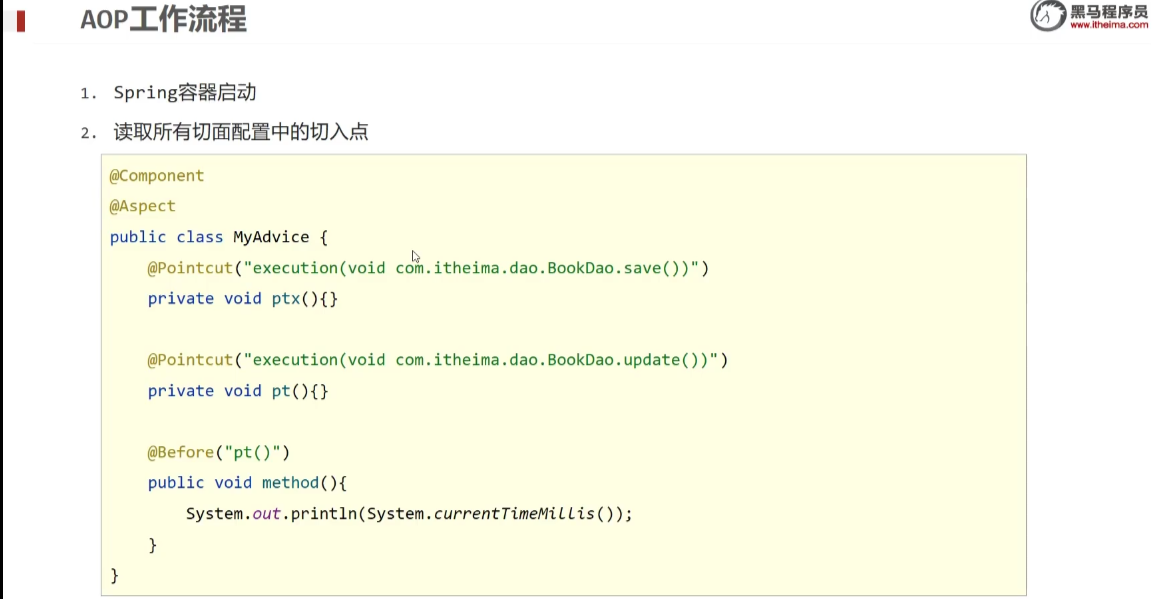 AOP工作流程
黑马程序员
www.itheima.com
1. Spring容器启动
2. 读取所有切面配置中的切入点
@Component
@Aspect
public class MyAdvice {
    @Pointcut("execution(void com.itheima.dao.BookDao.save())")
    private void ptx(){}
    @Pointcut("execution(void com.itheima.dao.BookDao.update())")
    private void pt(){}
    @Before("pt()")
    public void method(){
        System.out.println(System.currentTimeMillis());
    }
}